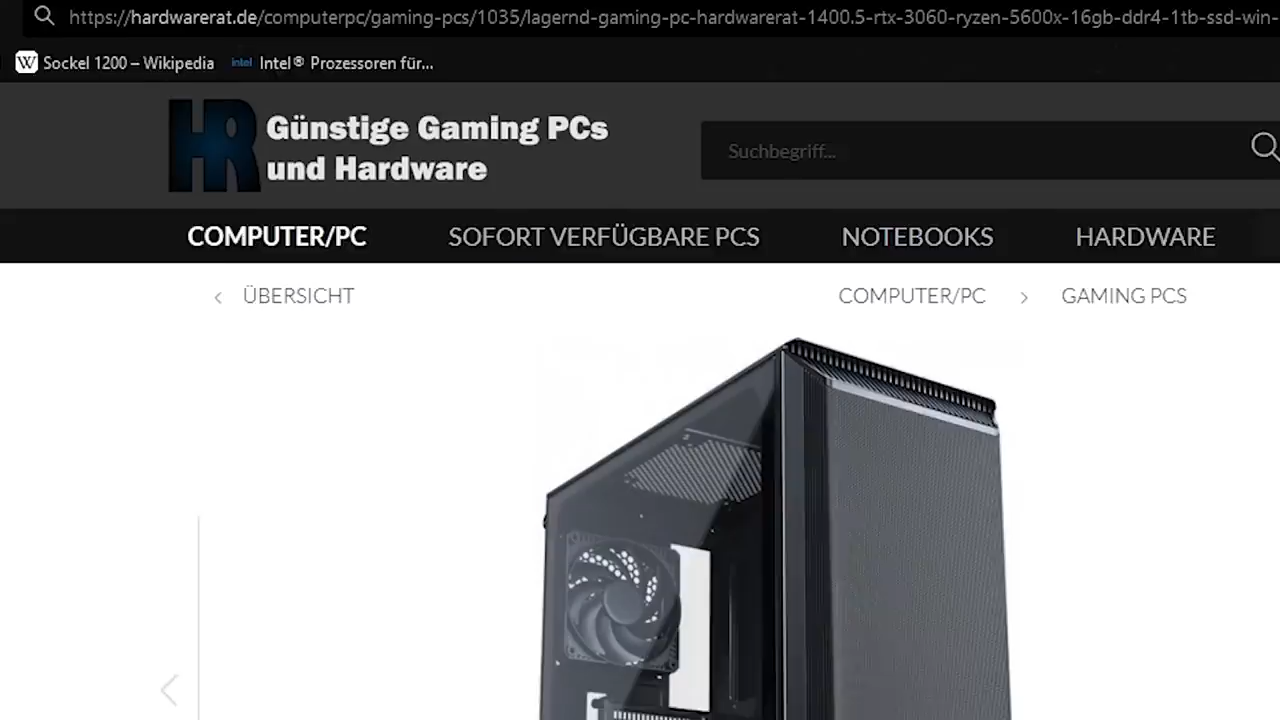 https://hardwarerat.de/computerpc/gaming-pcs/1035/lagernd-gaming-pc-hardwarerat-1400.5-rtx-3060-ryzen-5600x-16gb-ddr4-1tb-ssd-win-
W Sockel 1200 – Wikipedia intel Intel® Prozessoren für...
HR Günstige Gaming PCs
und Hardware
Suchbegriff...
COMPUTER/PC SOFORT VERFÜGBARE PCS NOTEBOOKS HARDWARE
‹ ÜBERSICHT COMPUTER/PC › GAMING PCS